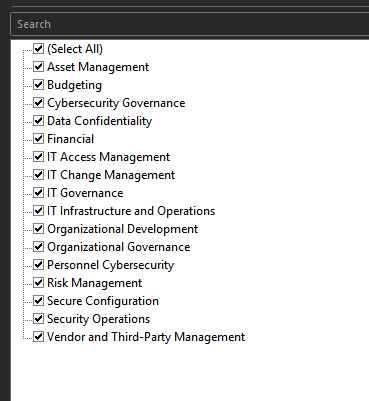 Search
(Select All)
Asset Management
Budgeting
Cybersecurity Governance
Data Confidentiality
Financial
IT Access Management
IT Change Management
IT Governance
IT Infrastructure and Operations
Organizational Development
Organizational Governance
Personnel Cybersecurity
Risk Management
Secure Configuration
Security Operations
Vendor and Third-Party Management